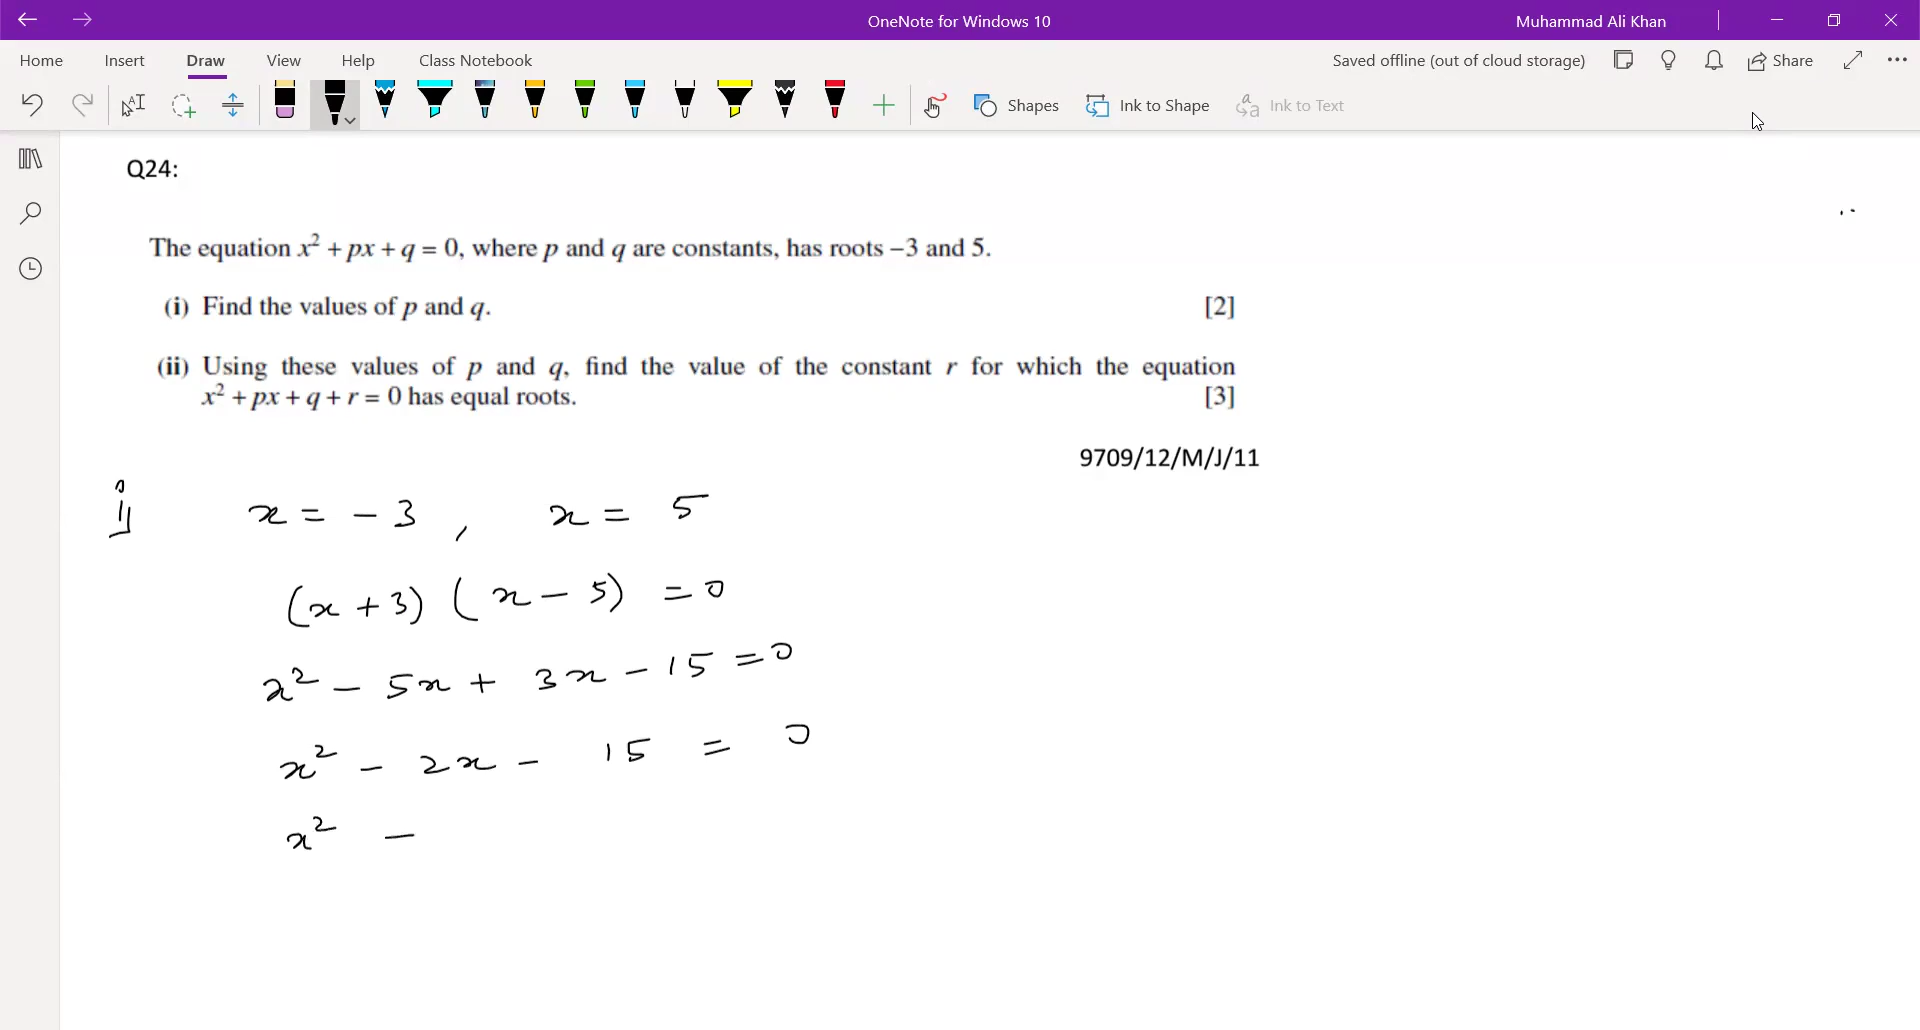 OneNote for Windows 10
Muhammad Ali Khan
Home Insert Draw View Help Class Notebook
Saved offline (out of cloud storage) Share
Shapes Ink to Shape Ink to Text
Q24:
The equation x² + px + q = 0, where p and q are constants, has roots −3 and 5.
(i) Find the values of p and q. [2]
(ii) Using these values of p and q, find the value of the constant r for which the equation
x² + px + q + r = 0 has equal roots. [3]
9709/12/M/J/11
i) x = - 3 , x = 5
(x + 3) (x - 5) = 0
x² - 5x + 3x - 15 = 0
x² - 2x - 15 = 0
x² -